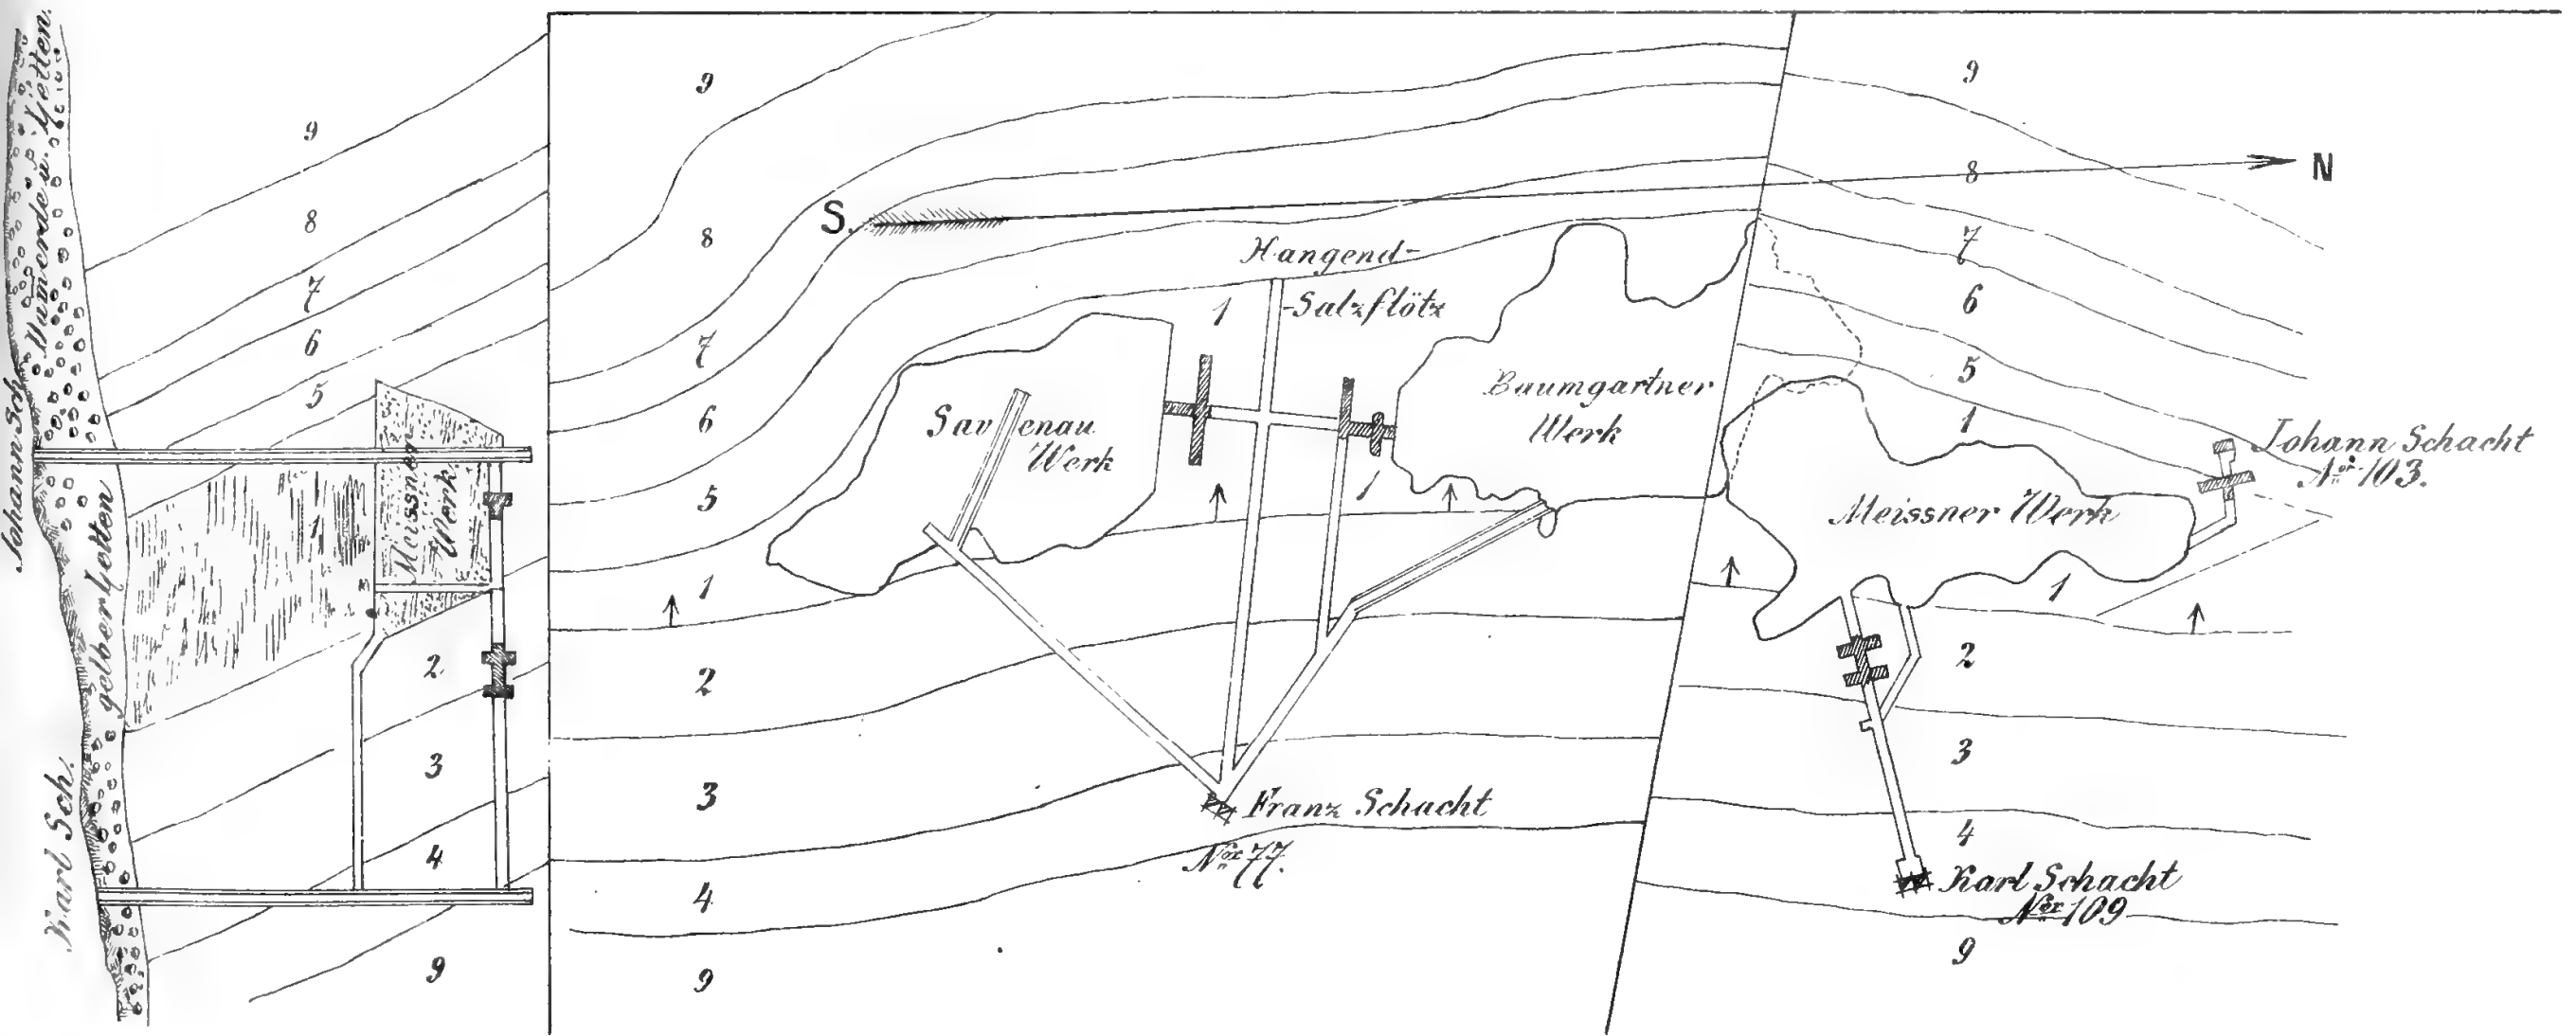 Johann Sch.
Karl Sch.
gelber Letten
Meissner
Werk
9
8
7
6
5
1
2
3
4
9
9
8
7
6
5
1
2
3
4
9
S.
N
Hangend-
-Salzflötz
1
1
Werk
Baumgartner
Werk
Franz Schacht
Nr 77.
9
8
7
6
5
1
Johann Schacht
Nr 103.
Meissner Werk
1
2
3
4
Karl Schacht
Nr 109
9